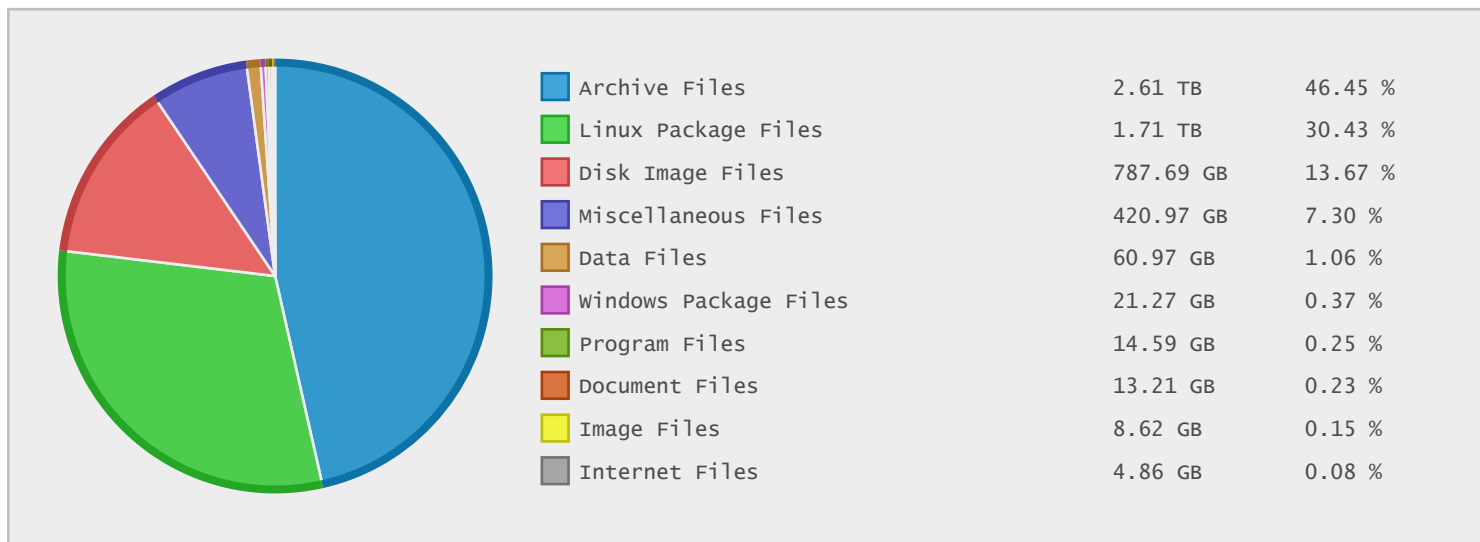 Archive Files 2.61 TB 46.45 %
Linux Package Files 1.71 TB 30.43 %
Disk Image Files 787.69 GB 13.67 %
Miscellaneous Files 420.97 GB 7.30 %
Data Files 60.97 GB 1.06 %
Windows Package Files 21.27 GB 0.37 %
Program Files 14.59 GB 0.25 %
Document Files 13.21 GB 0.23 %
Image Files 8.62 GB 0.15 %
Internet Files 4.86 GB 0.08 %